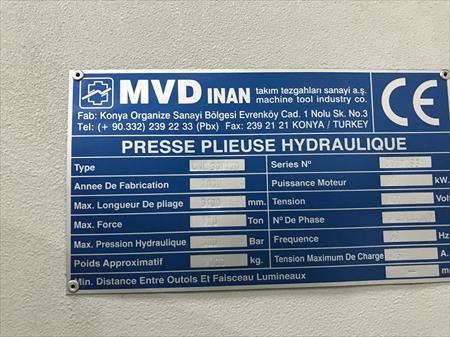 MVD INAN takım tezgahları sanayi a.ş.
machine tool industry co.
CE
Fab: Konya Organize Sanayi Bölgesi Evrenköy Cad. 1 Nolu Sk. No.3
Tel: (+ 90.332) 239 22 33 (Pbx) Fax: 239 21 21 KONYA / TURKEY
PRESSE PLIEUSE HYDRAULIQUE
Type Series N°
Annee De Fabrication Puissance Moteur kW.
Max. Longueur De pliage mm. Tension Volt
Max. Force Ton N° De Phase
Max. Pression Hydraulique Bar Frequence Hz
Poids Approximatif kg. Tension Maximum De Charge A.
Min. Distance Entre Outols Et Faisceau Lumineaux